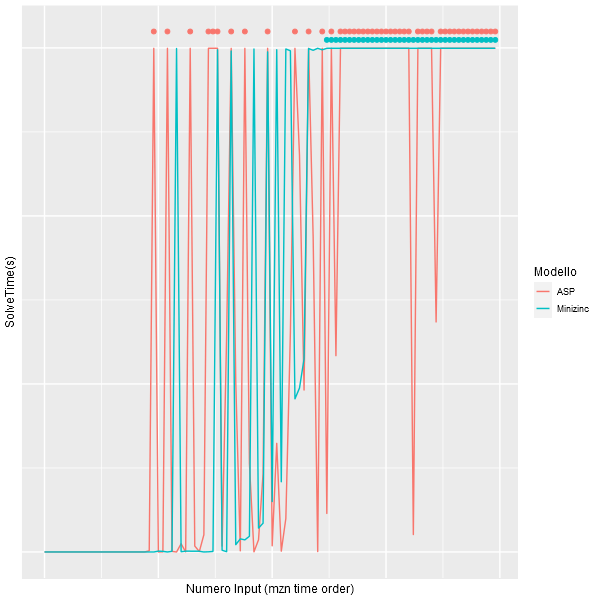 SolveTime(s)
Numero Input (mzn time order)
Modello
ASP
Minizinc